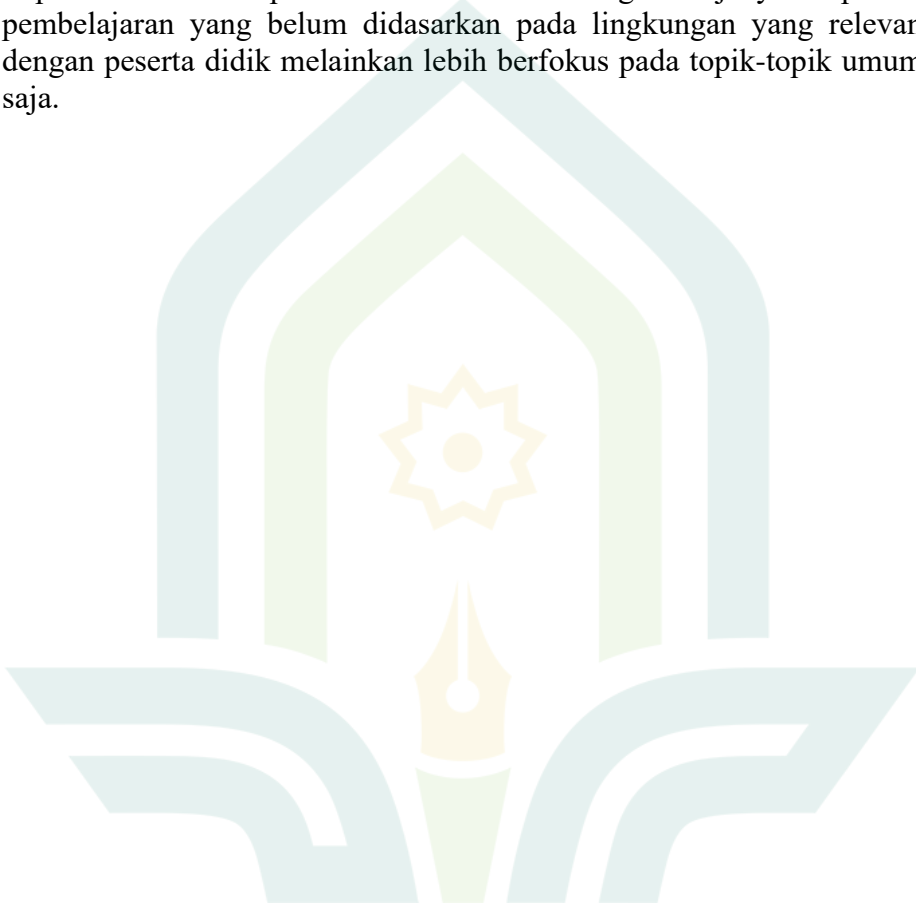 pembelajaran yang belum didasarkan pada lingkungan yang relevan
dengan peserta didik melainkan lebih berfokus pada topik-topik umum
saja.